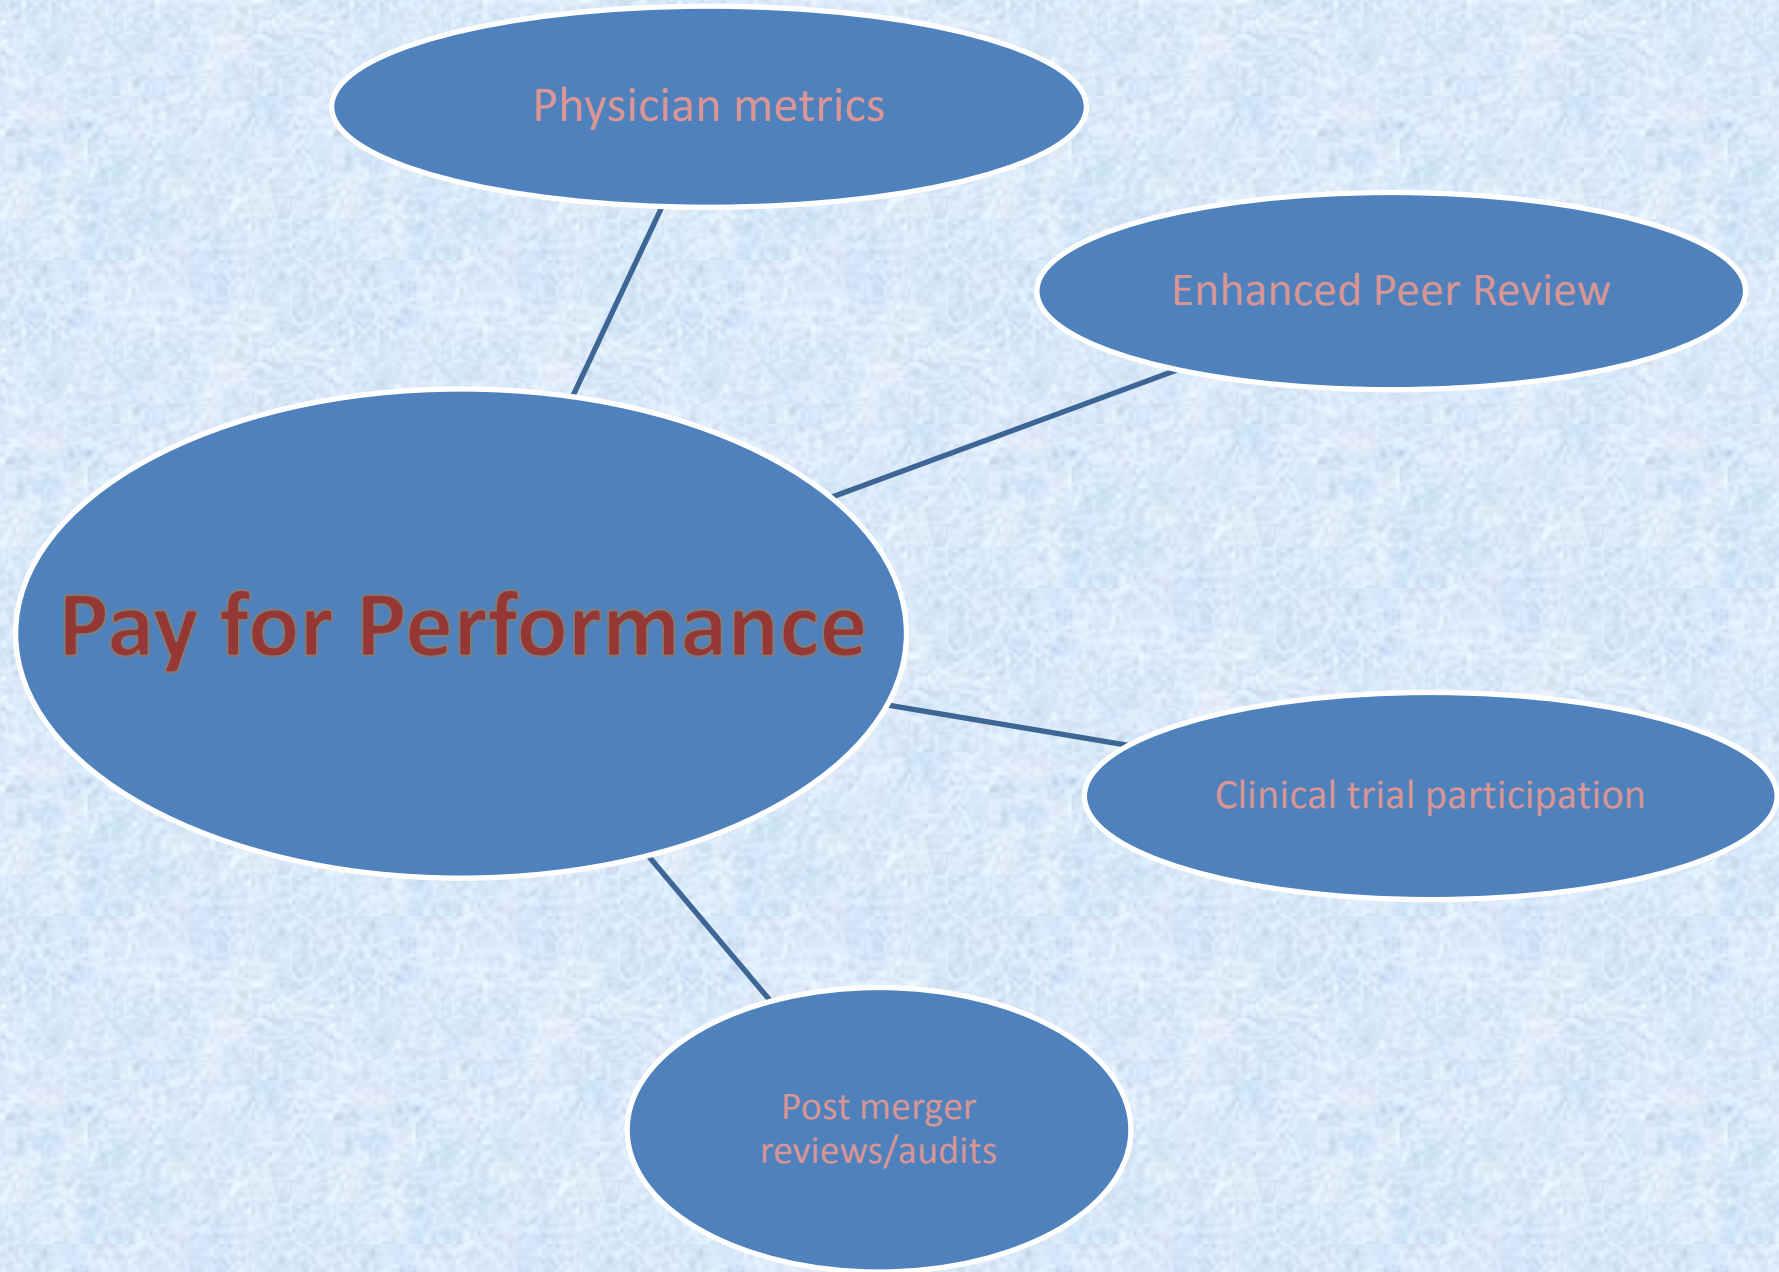 Physician metrics
Enhanced Peer Review
Pay for Performance
Clinical trial participation
Post merger
reviews/audits